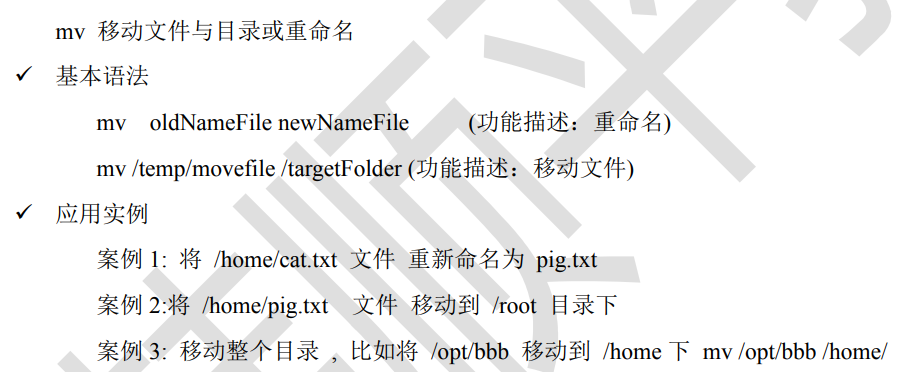 mv 移动文件与目录或重命名
✓ 基本语法
mv oldNameFile newNameFile (功能描述：重命名)
mv /temp/movefile /targetFolder (功能描述：移动文件)
✓ 应用实例
案例 1: 将 /home/cat.txt 文件 重新命名为 pig.txt
案例 2:将 /home/pig.txt 文件 移动到 /root 目录下
案例 3: 移动整个目录 , 比如将 /opt/bbb 移动到 /home 下 mv /opt/bbb /home/
顺平